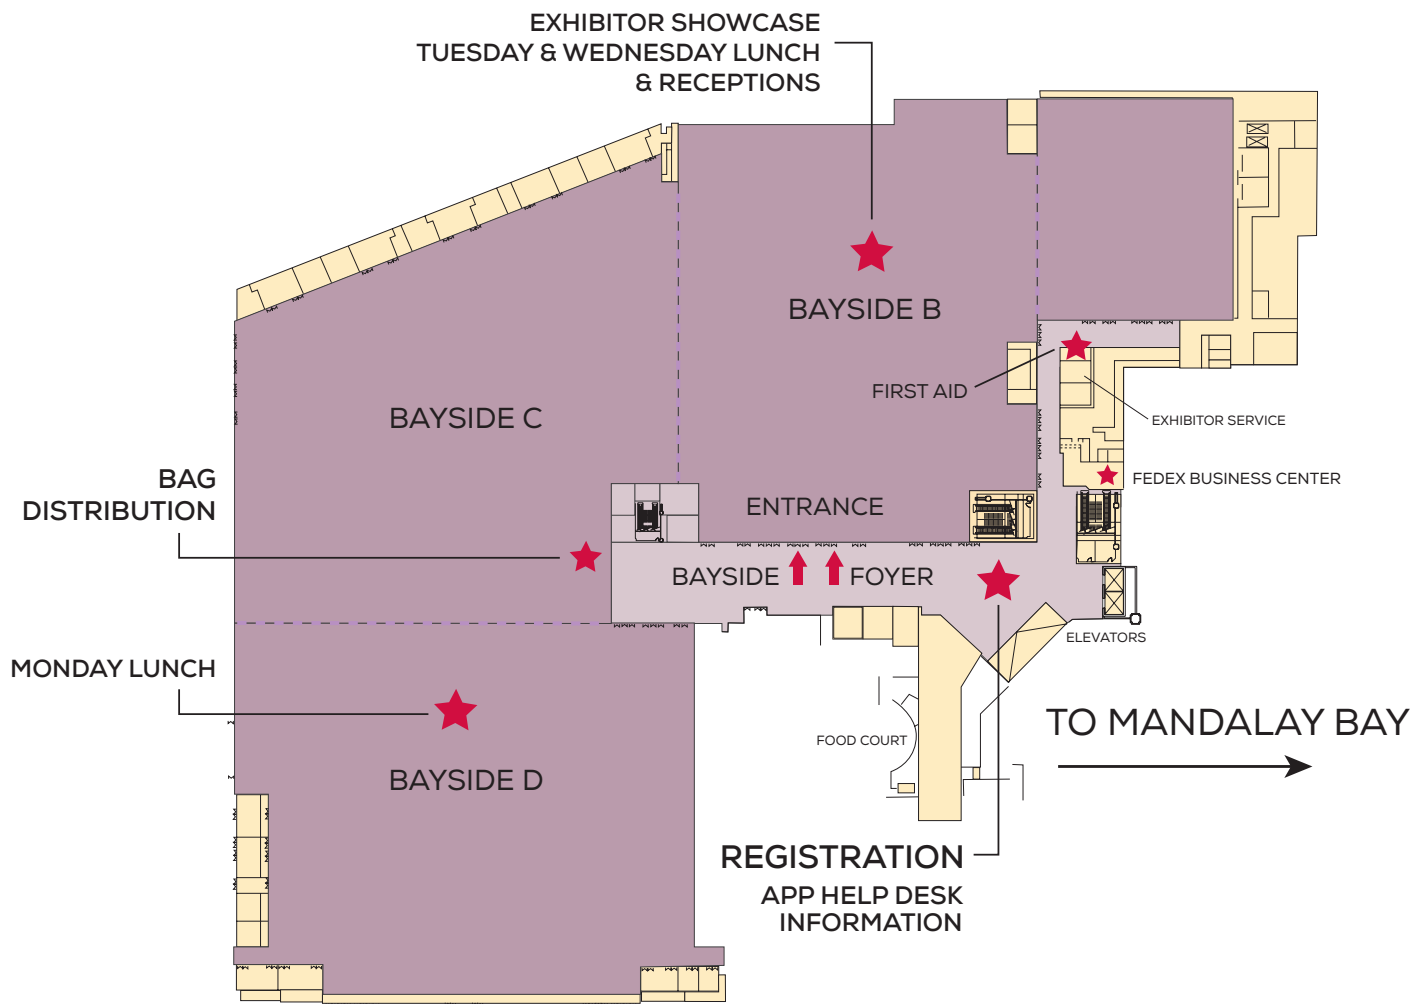 EXHIBITOR SHOWCASE
TUESDAY & WEDNESDAY LUNCH
& RECEPTIONS
BAYSIDE B
FIRST AID
BAYSIDE C
EXHIBITOR SERVICE
BAG
DISTRIBUTION
FEDEX BUSINESS CENTER
ENTRANCE
BAYSIDE FOYER
ELEVATORS
MONDAY LUNCH
TO MANDALAY BAY
FOOD COURT
BAYSIDE D
REGISTRATION
APP HELP DESK
INFORMATION